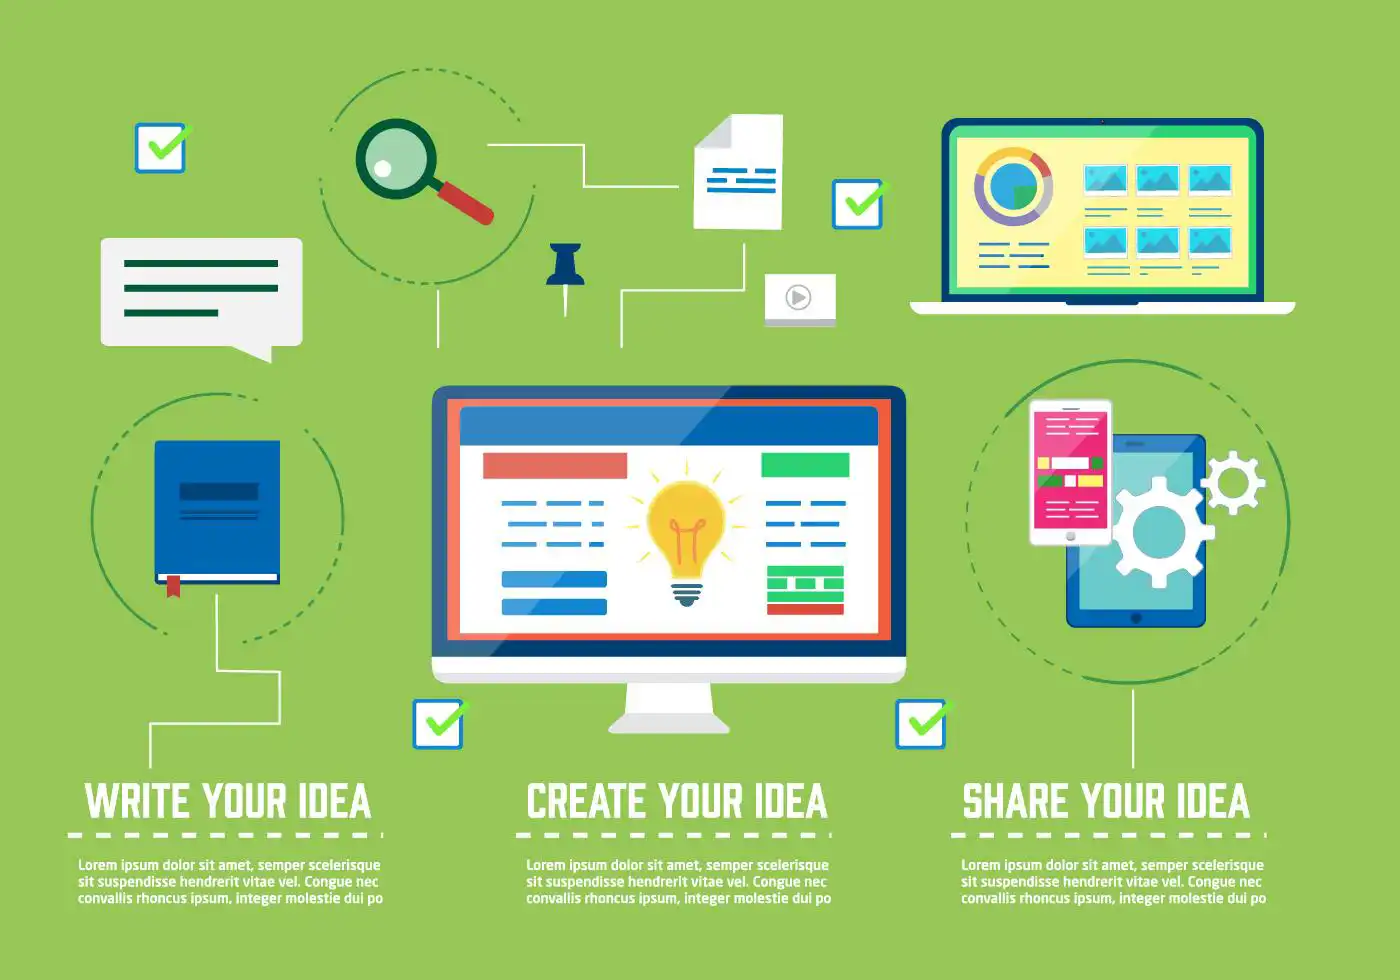 WRITE YOUR IDEA
Lorem ipsum dolor sit amet, semper scelerisque
sit suspendisse hendrerit vitae vel. Congue nec
convallis rhoncus ipsum, integer molestie dui po
CREATE YOUR IDEA
Lorem ipsum dolor sit amet, semper scelerisque
sit suspendisse hendrerit vitae vel. Congue nec
convallis rhoncus ipsum, integer molestie dui po
SHARE YOUR IDEA
Lorem ipsum dolor sit amet, semper scelerisque
sit suspendisse hendrerit vitae vel. Congue nec
convallis rhoncus ipsum, integer molestie dui po